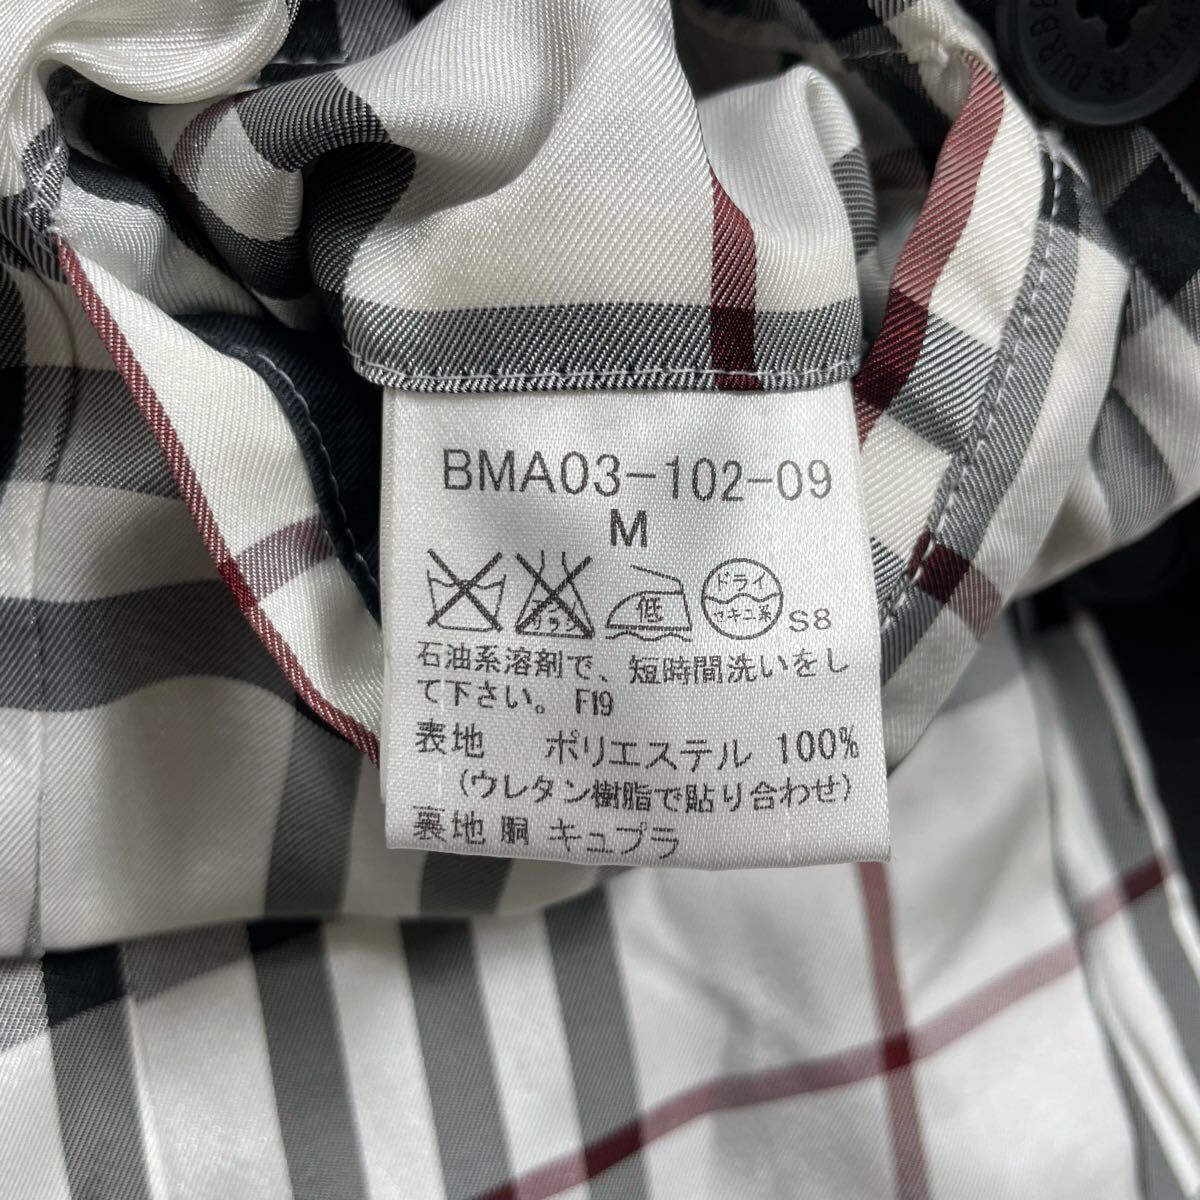 BURBERRY
BMA03-102-09
M
低
ドライ
セキユ系
S8
石油系溶剤で、短時間洗いをし
て下さい。F19
表地 ポリエステル 100%
(ウレタン樹脂で貼り合わせ)
裏地 胴 キュプラ